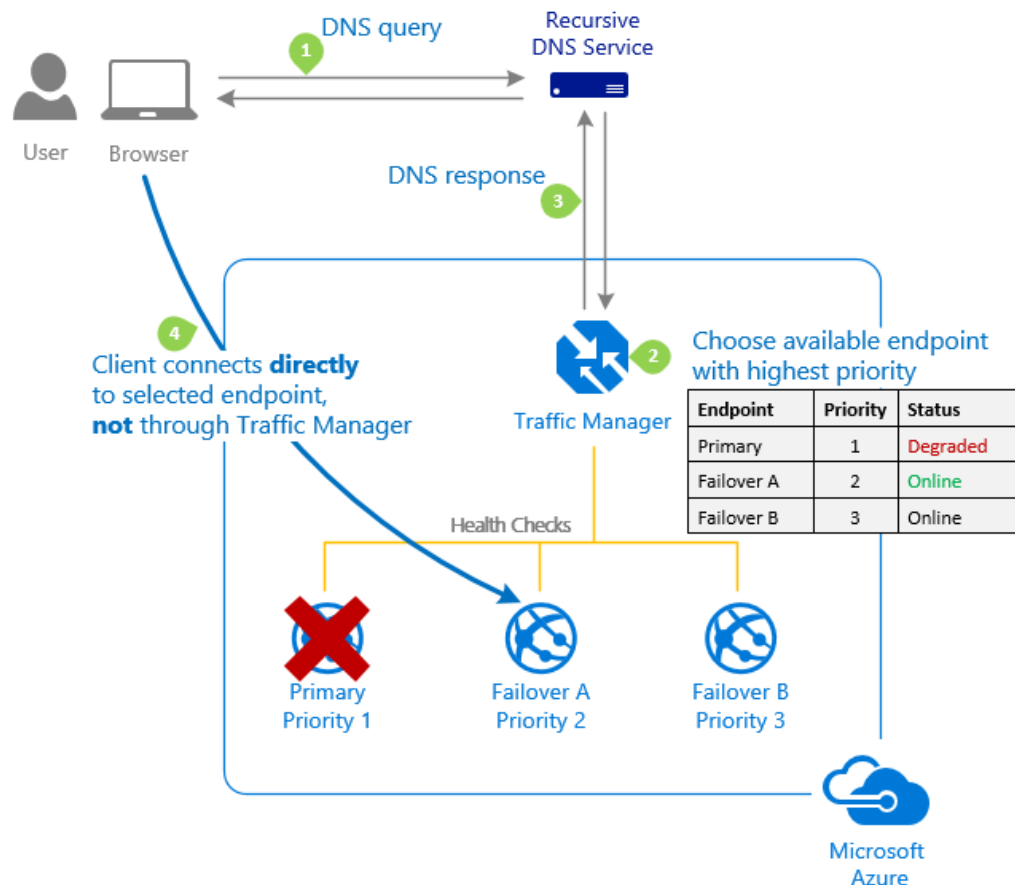 DNS query
1
Recursive
DNS Service
User
Browser
DNS response
3
4
Client connects directly
to selected endpoint,
not through Traffic Manager
2
Choose available endpoint
with highest priority
Traffic Manager
Endpoint Priority Status
Primary 1 Degraded
Failover A 2 Online
Failover B 3 Online
Health Checks
Primary
Priority 1
Failover A
Priority 2
Failover B
Priority 3
Microsoft
Azure